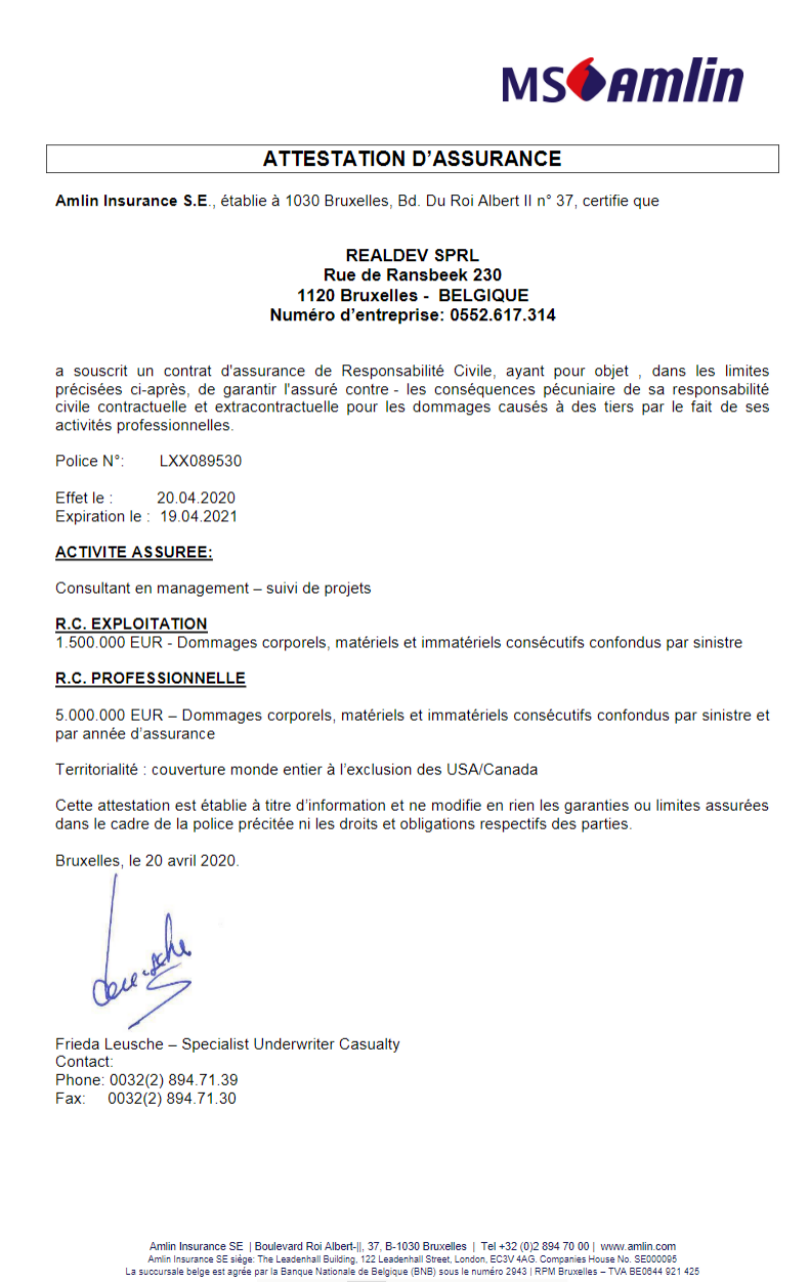 MS amlin
ATTESTATION D'ASSURANCE
Amlin Insurance S.E., établie à 1030 Bruxelles, Bd. Du Roi Albert II n° 37, certifie que
REALDEV SPRL
Rue de Ransbeek 230
1120 Bruxelles - BELGIQUE
Numéro d'entreprise: 0552.617.314
a souscrit un contrat d'assurance de Responsabilité Civile, ayant pour objet , dans les limites
précisées ci-après, de garantir l'assuré contre - les conséquences pécuniaire de sa responsabilité
civile contractuelle et extracontractuelle pour les dommages causés à des tiers par le fait de ses
activités professionnelles.
Police N°: LXX089530
Effet le : 20.04.2020
Expiration le : 19.04.2021
ACTIVITE ASSUREE:
Consultant en management – suivi de projets
R.C. EXPLOITATION
1.500.000 EUR - Dommages corporels, matériels et immatériels consécutifs confondus par sinistre
R.C. PROFESSIONNELLE
5.000.000 EUR – Dommages corporels, matériels et immatériels consécutifs confondus par sinistre et
par année d'assurance
Territorialité : couverture monde entier à l'exclusion des USA/Canada
Cette attestation est établie à titre d'information et ne modifie en rien les garanties ou limites assurées
dans le cadre de la police précitée ni les droits et obligations respectifs des parties.
Bruxelles, le 20 avril 2020.
Frieda Leusche – Specialist Underwriter Casualty
Contact:
Phone: 0032(2) 894.71.39
Fax: 0032(2) 894.71.30
Amlin Insurance SE | Boulevard Roi Albert-||, 37, B-1030 Bruxelles | Tel +32 (0)2 894 70 00 | www.amlin.com
Amlin Insurance SE siège: The Leadenhall Building, 122 Leadenhall Street, London, EC3V 4AG. Companies House No. SE000095
La succursale belge est agrée par la Banque Nationale de Belgique (BNB) sous le numéro 2943 | RPM Bruxelles – TVA BE0644 921 425